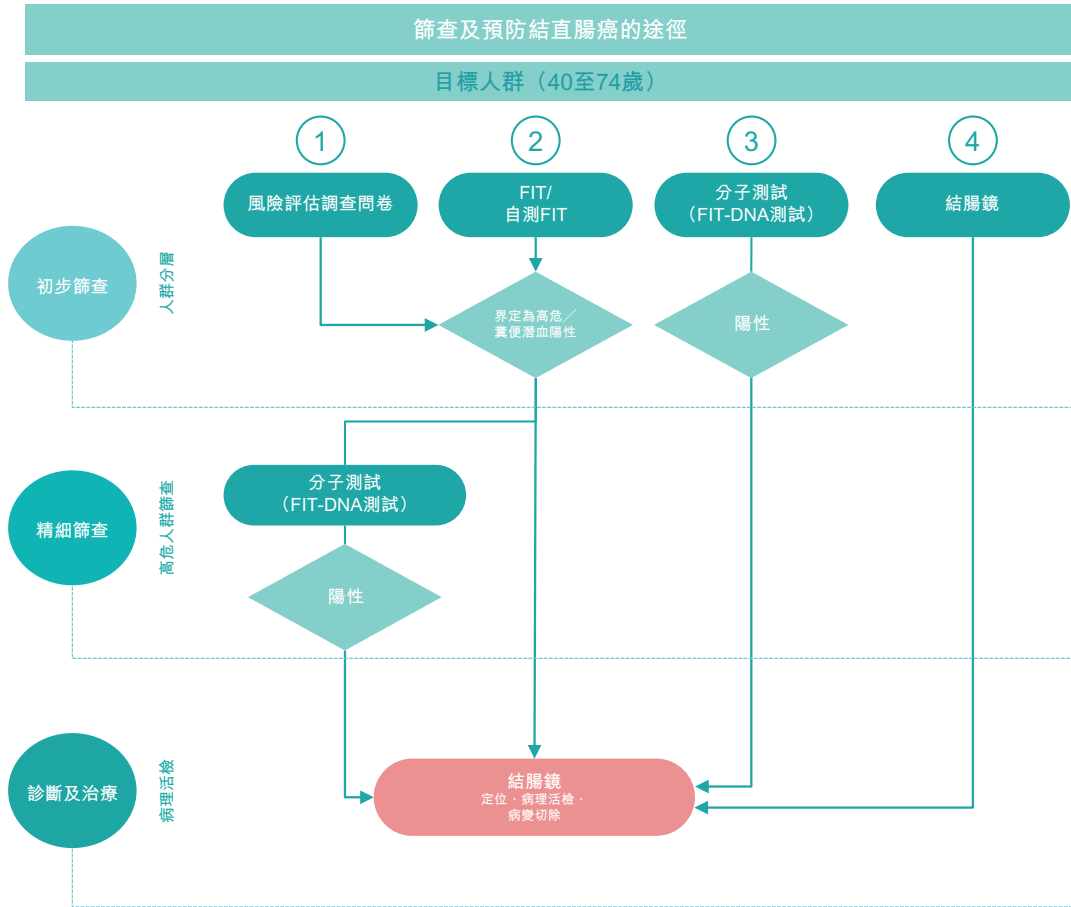 篩查及預防結直腸癌的途徑
目標人群（40至74歲）
1
2
3
4
風險評估調查問卷
FIT/
自測FIT
分子測試
（FIT-DNA測試）
結腸鏡
初步篩查
人群分層
界定為高危／
糞便潛血陽性
陽性
精細篩查
高危人群篩查
分子測試
（FIT-DNA測試）
陽性
診斷及治療
病理活檢
結腸鏡
定位、病理活檢、
病變切除